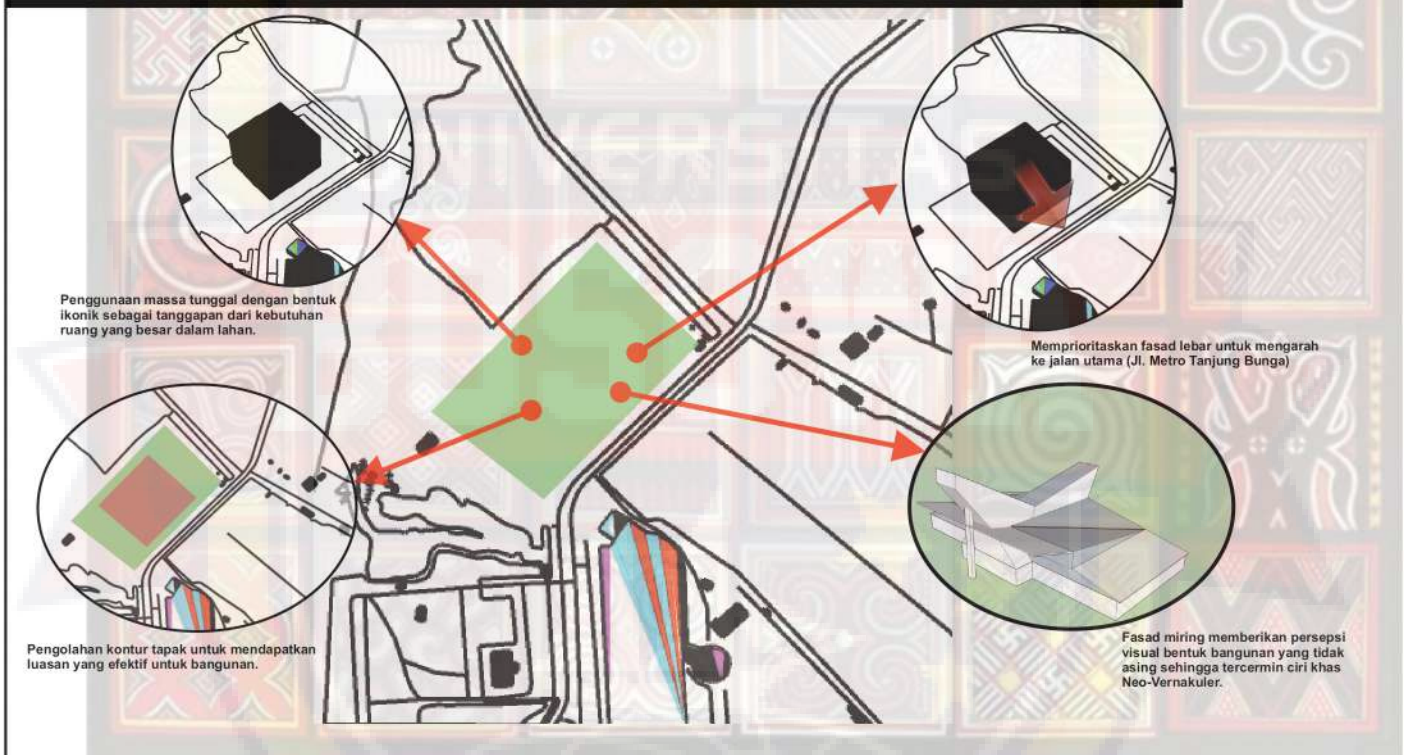 Penggunaan massa tunggal dengan bentuk
ikonik sebagai tanggapan dari kebutuhan
ruang yang besar dalam lahan.
Memprioritaskan fasad lebar untuk mengarah
ke jalan utama (Jl. Metro Tanjung Bunga)
Pengolahan kontur tapak untuk mendapatkan
luasan yang efektif untuk bangunan.
Fasad miring memberikan persepsi
visual bentuk bangunan yang tidak
asing sehingga tercermin ciri khas
Neo-Vernakuler.
UNIVERSITAS